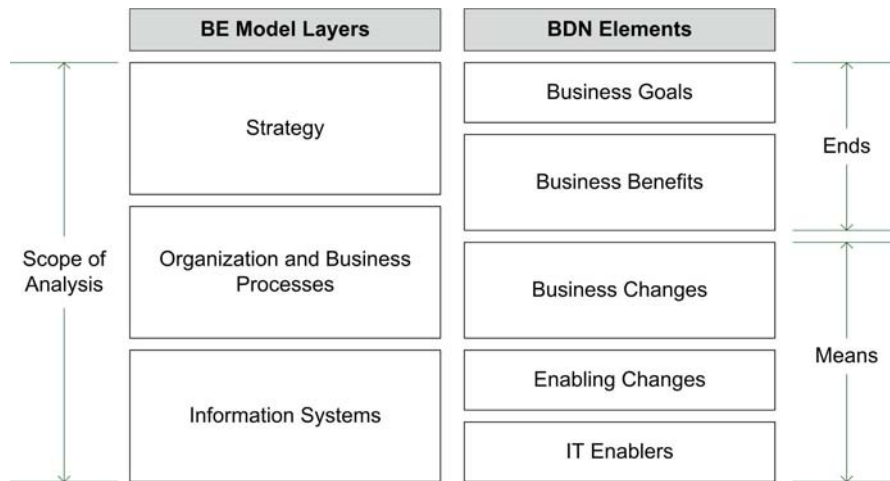 BE Model Layers
BDN Elements
Strategy
Business Goals
Business Benefits
Ends
Scope of
Analysis
Organization and Business
Processes
Business Changes
Means
Information Systems
Enabling Changes
IT Enablers